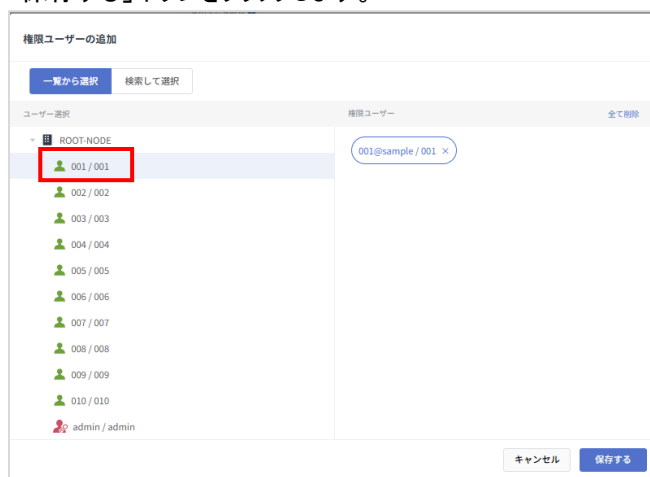 権限ユーザーの追加
一覧から選択 検索して選択
ユーザー選択 権限ユーザー 全て削除
ROOT-NODE
001@sample / 001 ×
001 / 001
002 / 002
003 / 003
004 / 004
005 / 005
006 / 006
007 / 007
008 / 008
009 / 009
010 / 010
admin / admin
キャンセル 保存する